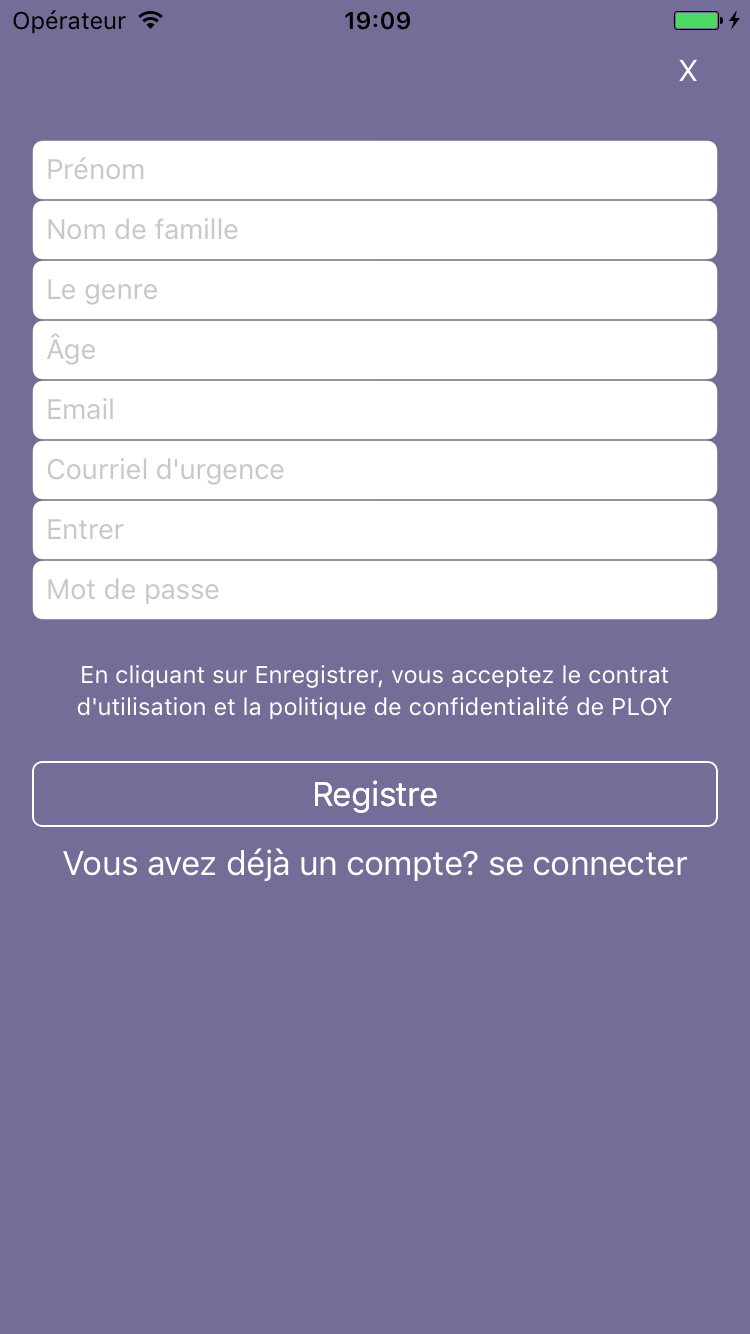 Opérateur 19:09
X
Prénom
Nom de famille
Le genre
Âge
Email
Courriel d'urgence
Entrer
Mot de passe
En cliquant sur Enregistrer, vous acceptez le contrat
d'utilisation et la politique de confidentialité de PLOY
Registre
Vous avez déjà un compte? se connecter